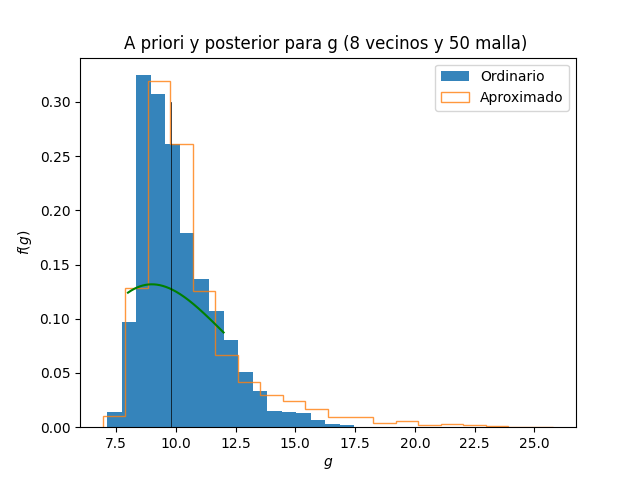 A priori y posterior para g (8 vecinos y 50 malla)
Ordinario
Aproximado
f(g)
0.30
0.25
0.20
0.15
0.10
0.05
0.00
7.5 10.0 12.5 15.0 17.5 20.0 22.5 25.0
g